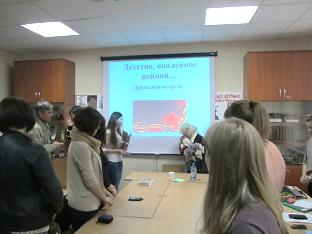 Детство, опаленное
войной…
Дружеская встреча